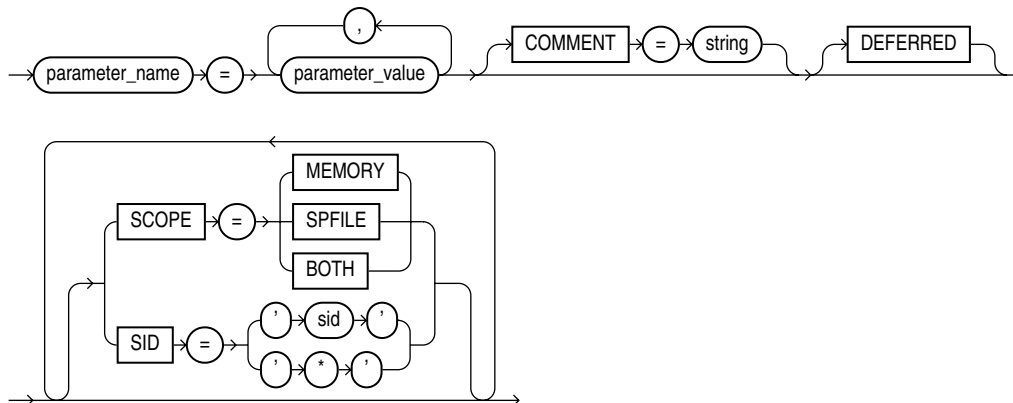 ,
COMMENT = string DEFERRED
parameter_name = parameter_value
MEMORY
SCOPE = SPFILE
BOTH
' sid '
SID =
' * '